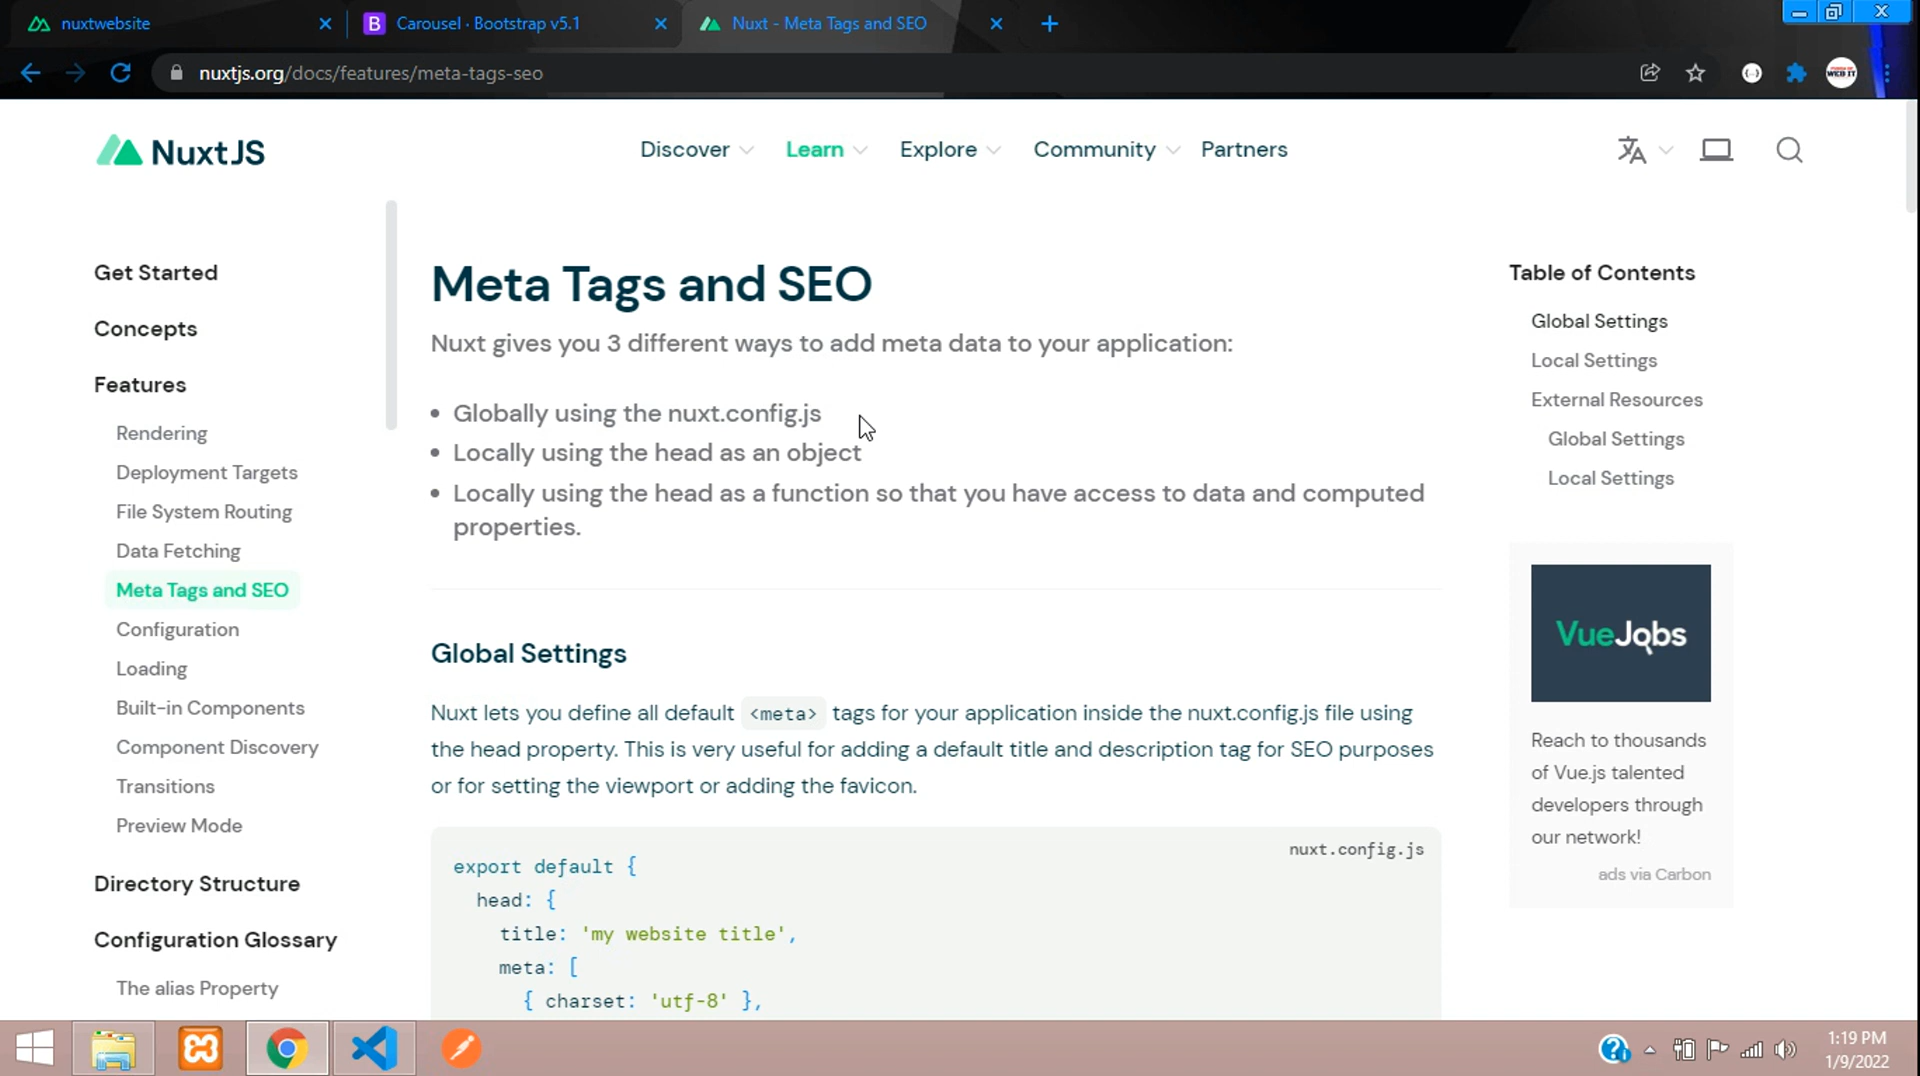 nuxtwebsite
Carousel · Bootstrap v5.1
Nuxt - Meta Tags and SEO
nuxtjs.org/docs/features/meta-tags-seo
NuxtJS
Discover
Learn
Explore
Community
Partners
Get Started
Concepts
Features
Rendering
Deployment Targets
File System Routing
Data Fetching
Meta Tags and SEO
Configuration
Loading
Built-in Components
Component Discovery
Transitions
Preview Mode
Directory Structure
Configuration Glossary
The alias Property
Meta Tags and SEO
Nuxt gives you 3 different ways to add meta data to your application:
• Globally using the nuxt.config.js
• Locally using the head as an object
• Locally using the head as a function so that you have access to data and computed
properties.
Global Settings
Nuxt lets you define all default <meta> tags for your application inside the nuxt.config.js file using
the head property. This is very useful for adding a default title and description tag for SEO purposes
or for setting the viewport or adding the favicon.
nuxt.config.js
export default {
head: {
title: 'my website title',
meta: [
{ charset: 'utf-8' },
Table of Contents
Global Settings
Local Settings
External Resources
Global Settings
Local Settings
VueJobs
Reach to thousands
of Vue.js talented
developers through
our network!
ads via Carbon
1:19 PM
1/9/2022